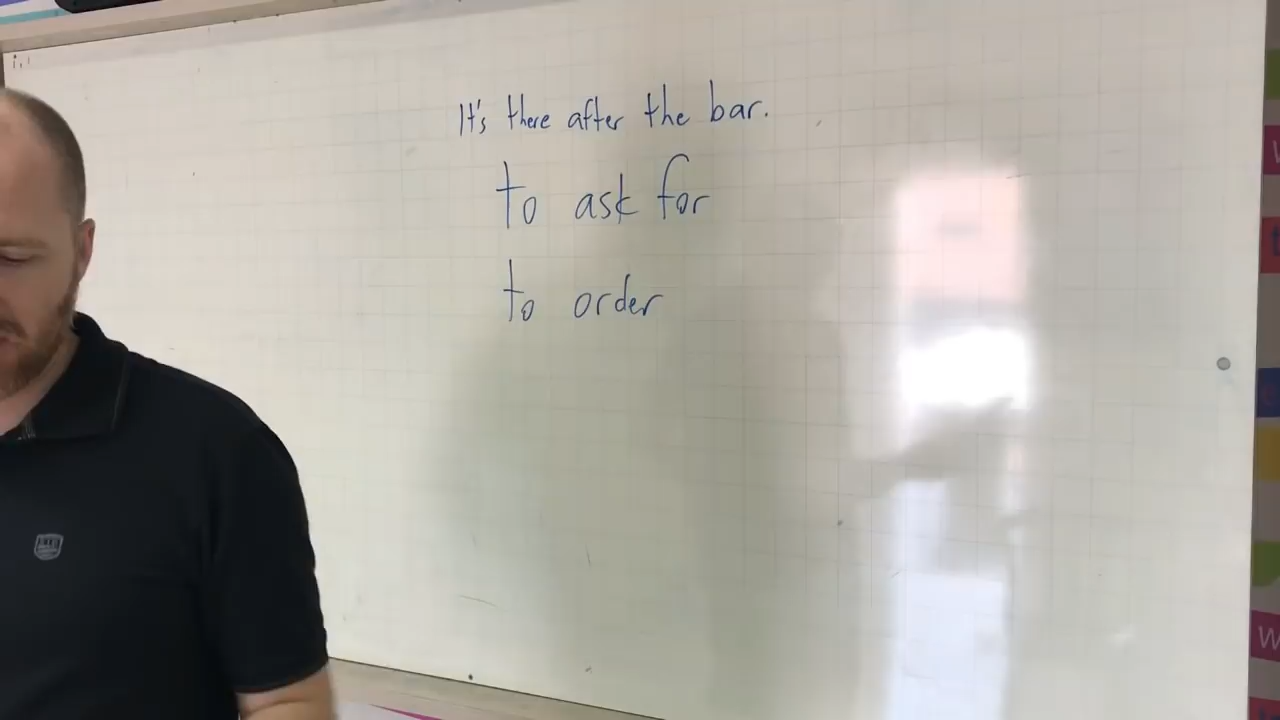 It's there after the bar.
to ask for
to order